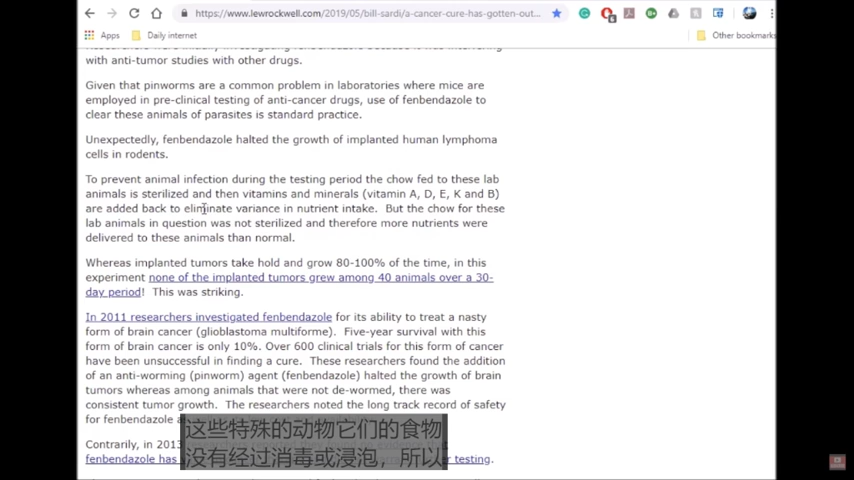 https://www.lewrockwell.com/2019/05/bill-sardi/a-cancer-cure-has-gotten-out...
Apps
Daily internet
Other bookmarks
with anti-tumor studies with other drugs.
Given that pinworms are a common problem in laboratories where mice are
employed in pre-clinical testing of anti-cancer drugs, use of fenbendazole to
clear these animals of parasites is standard practice.
Unexpectedly, fenbendazole halted the growth of implanted human lymphoma
cells in rodents.
To prevent animal infection during the testing period the chow fed to these lab
animals is sterilized and then vitamins and minerals (vitamin A, D, E, K and B)
are added back to eliminate variance in nutrient intake.  But the chow for these
lab animals in question was not sterilized and therefore more nutrients were
delivered to these animals than normal.
Whereas implanted tumors take hold and grow 80-100% of the time, in this
experiment none of the implanted tumors grew among 40 animals over a 30-
day period!  This was striking.
In 2011 researchers investigated fenbendazole for its ability to treat a nasty
form of brain cancer (glioblastoma multiforme).  Five-year survival with this
form of brain cancer is only 10%. Over 600 clinical trials for this form of cancer
have been unsuccessful in finding a cure.  These researchers found the addition
of an anti-worming (pinworm) agent (fenbendazole) halted the growth of brain
tumors whereas among animals that were not de-wormed, there was
consistent tumor growth.  The researchers noted the long track record of safety
for fenbendazole
Contrarily, in 2013
fenbendazole has
testing.
这些特殊的动物它们的食物
没有经过消毒或浸泡，所以